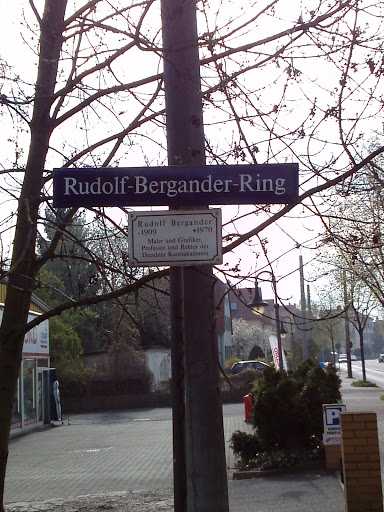 Rudolf-Bergander-Ring
Rudolf Bergander
*1909 +1970
Maler und Grafiker,
Professor und Rektor der
Dresdner Kunstakademie
P